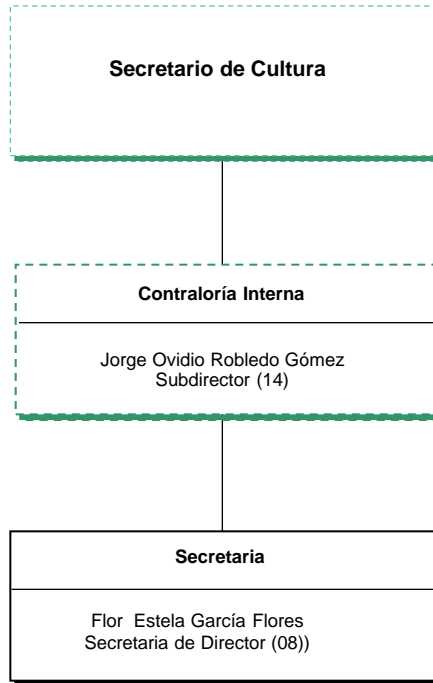 Secretario de Cultura
Contraloría Interna
Jorge Ovidio Robledo Gómez
Subdirector (14)
Secretaria
Flor Estela García Flores
Secretaria de Director (08))